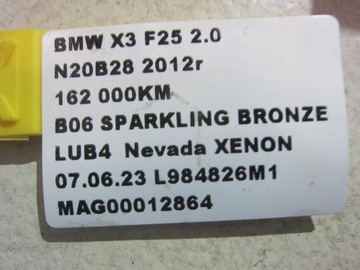 BMW X3 F25 2.0
N20B28 2012r
162 000KM
B06 SPARKLING BRONZE
LUB4 Nevada XENON
07.06.23 L984826M1
MAG00012864